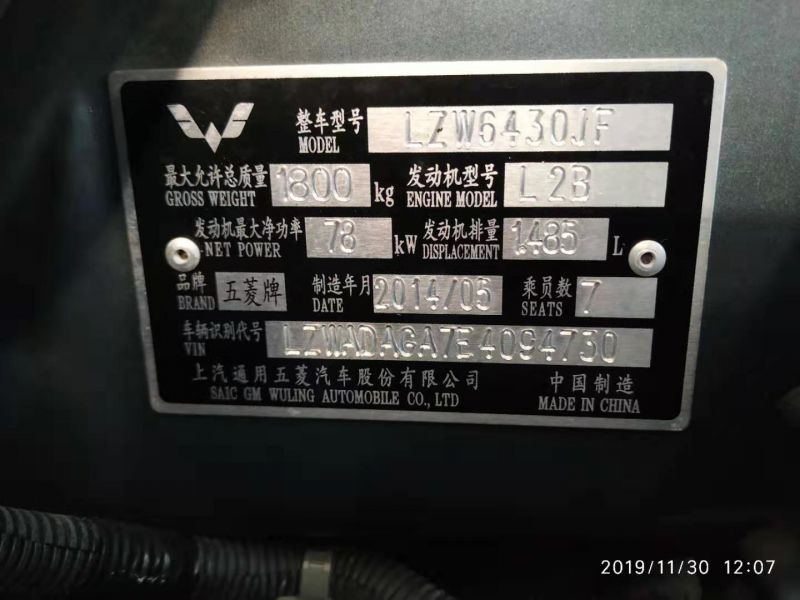 整车型号 LZW6430JF
MODEL
最大允许总质量 1800 kg 发动机型号 L2B
GROSS WEIGHT ENGINE MODEL
发动机最大净功率 78 kW 发动机排量 1.485 L
NET POWER DISPLACEMENT
品牌 五菱牌 制造年月 2014/05 乘员数 7
BRAND DATE SEATS
车辆识别代号 LZWADAGA7E4094730
VIN
上汽通用五菱汽车股份有限公司 中国制造
SAIC GM WULING AUTOMOBILE CO., LTD MADE IN CHINA
2019/11/30 12:07